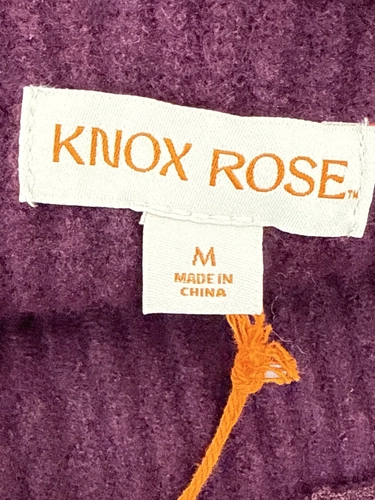 KNOX ROSE™
M
MADE IN
CHINA